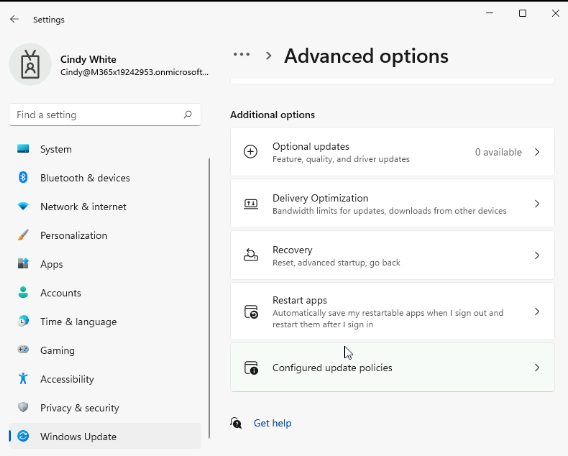 Settings
Cindy White
Cindy@M365x19242953.onmicrosoft...
Find a setting
System
Bluetooth & devices
Network & internet
Personalization
Apps
Accounts
Time & language
Gaming
Accessibility
Privacy & security
Windows Update
... > Advanced options
Additional options
Optional updates
Feature, quality, and driver updates
0 available
Delivery Optimization
Bandwidth limits for updates, downloads from other devices
Recovery
Reset, advanced startup, go back
Restart apps
Automatically save my restartable apps when I sign out and
restart them after I sign in
Configured update policies
Get help